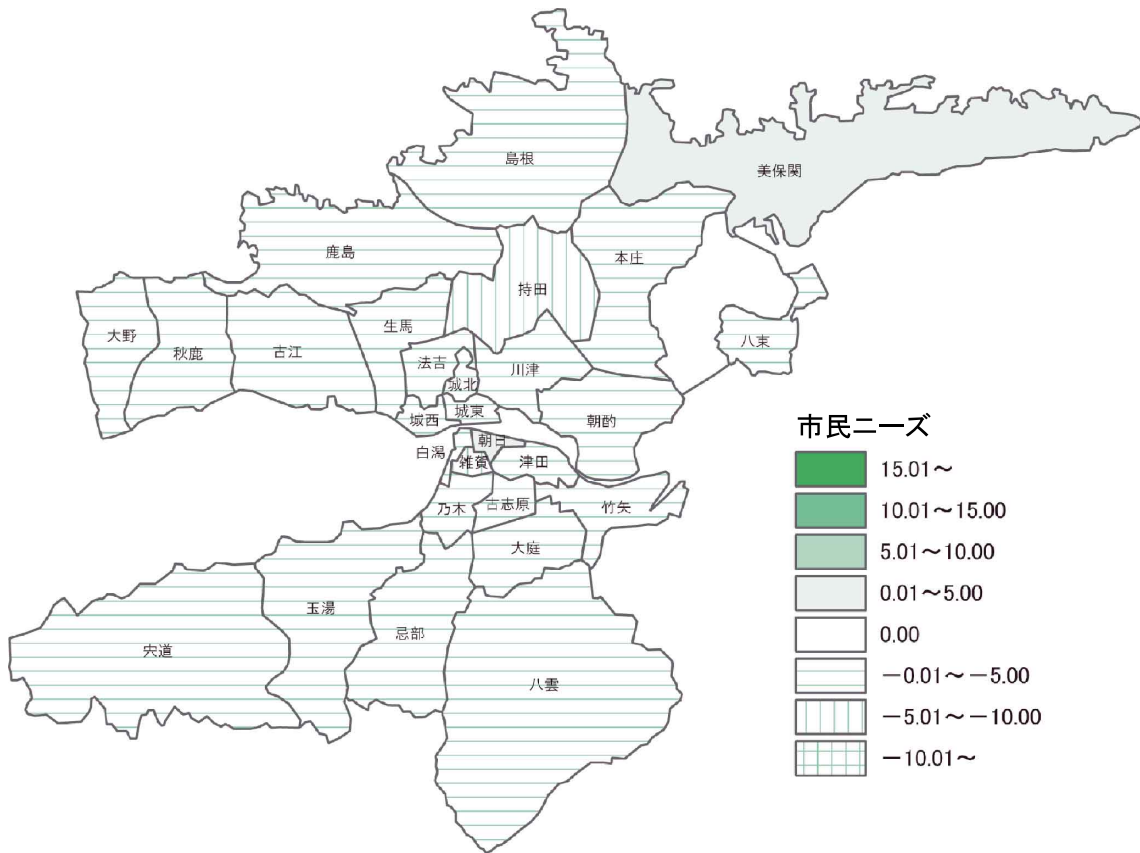 島根
美保関
鹿島
本庄
持田
大野
秋鹿
古江
生馬
八束
法吉
川津
城北
城西
城東
朝酌
白潟
朝日
雑賀
津田
乃木
古志原
竹矢
大庭
玉湯
忌部
宍道
八雲
市民ニーズ
15.01～
10.01～15.00
5.01～10.00
0.01～5.00
0.00
－0.01～－5.00
－5.01～－10.00
－10.01～